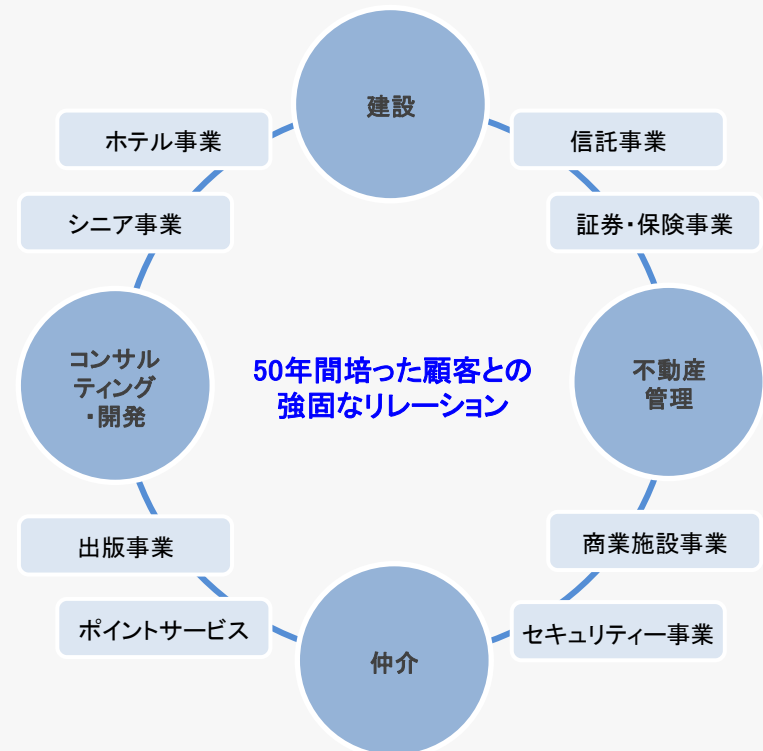 建設
ホテル事業
信託事業
シニア事業
証券・保険事業
コンサル
ティング
・開発
50年間培った顧客との
強固なリレーション
不動産
管理
出版事業
商業施設事業
ポイントサービス
セキュリティー事業
仲介